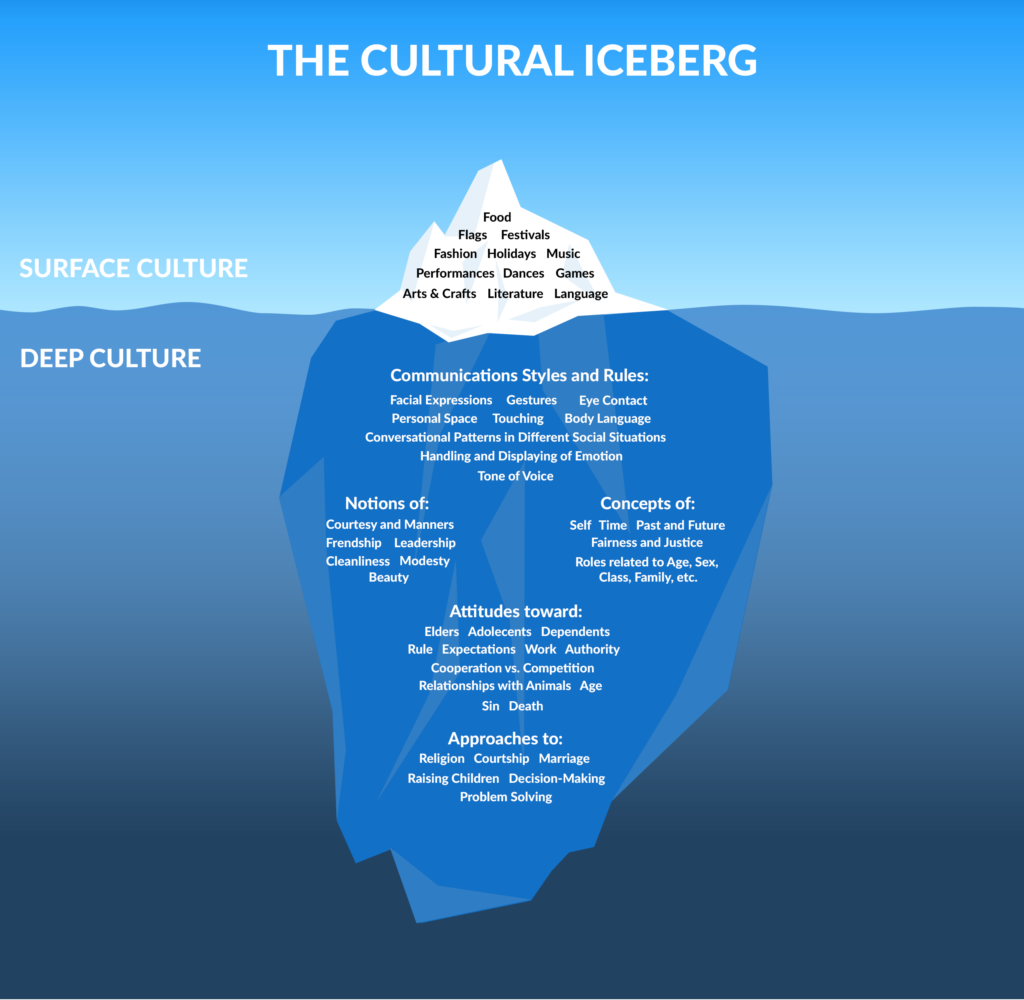 THE CULTURAL ICEBERG
Food
Flags Festivals
Fashion Holidays Music
SURFACE CULTURE
Performances Dances Games
Arts & Crafts Literature Language
DEEP CULTURE
Communications Styles and Rules:
Facial Expressions Gestures Eye Contact
Personal Space Touching Body Language
Conversational Patterns in Different Social Situations
Handling and Displaying of Emotion
Tone of Voice
Notions of:
Courtesy and Manners
Frendship Leadership
Cleanliness Modesty
Beauty
Concepts of:
Self Time Past and Future
Fairness and Justice
Roles related to Age, Sex,
Class, Family, etc.
Attitudes toward:
Elders Adolecents Dependents
Rule Expectations Work Authority
Cooperation vs. Competition
Relationships with Animals Age
Sin Death
Approaches to:
Religion Courtship Marriage
Raising Children Decision-Making
Problem Solving